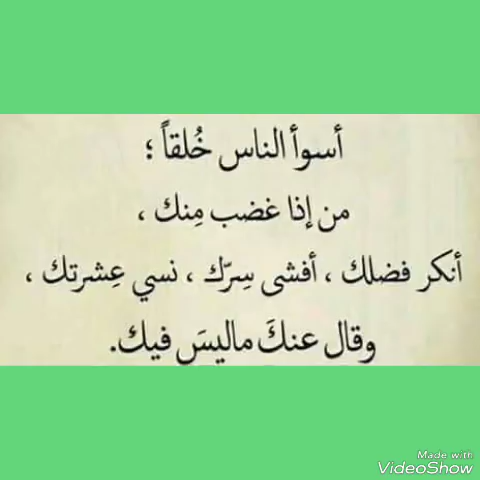 أسوأ الناس خُلقاً ؛
من إذا غضب مِنك ،
أنكر فضلك ، أفشى سِرّك ، نسي عِشرتك ،
وقال عنكَ ماليسَ فيك.
Made with
VideoShow